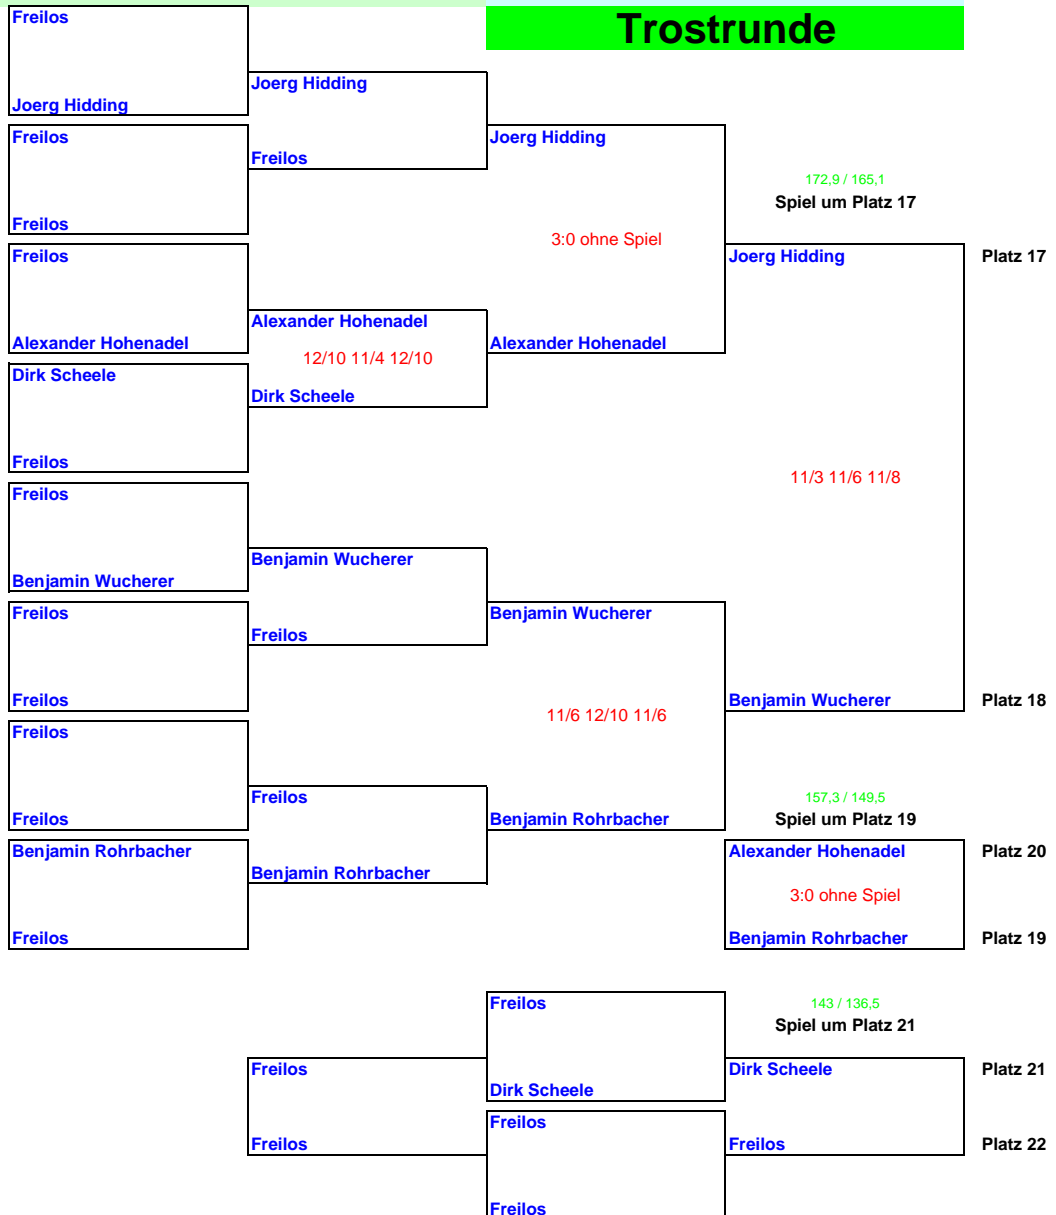 Freilos
Trostrunde
Joerg Hidding
Joerg Hidding
Freilos
Joerg Hidding
Freilos
172,9 / 165,1
Spiel um Platz 17
Freilos
3:0 ohne Spiel
Freilos
Joerg Hidding
Platz 17
Alexander Hohenadel
Alexander Hohenadel
Alexander Hohenadel
12/10 11/4 12/10
Dirk Scheele
Dirk Scheele
Freilos
11/3 11/6 11/8
Freilos
Benjamin Wucherer
Benjamin Wucherer
Freilos
Benjamin Wucherer
Freilos
Freilos
Benjamin Wucherer
Platz 18
11/6 12/10 11/6
Freilos
Freilos
157,3 / 149,5
Freilos
Benjamin Rohrbacher
Spiel um Platz 19
Benjamin Rohrbacher
Alexander Hohenadel
Platz 20
Benjamin Rohrbacher
3:0 ohne Spiel
Freilos
Benjamin Rohrbacher
Platz 19
Freilos
143 / 136,5
Spiel um Platz 21
Freilos
Dirk Scheele
Platz 21
Dirk Scheele
Freilos
Freilos
Freilos
Platz 22
Freilos